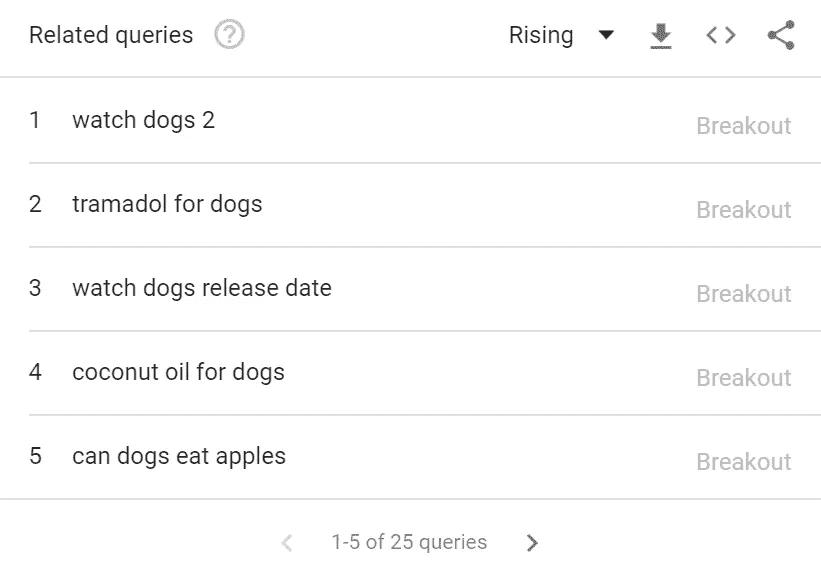 Related queries ? Rising
1 watch dogs 2 Breakout
2 tramadol for dogs Breakout
3 watch dogs release date Breakout
4 coconut oil for dogs Breakout
5 can dogs eat apples Breakout
1-5 of 25 queries